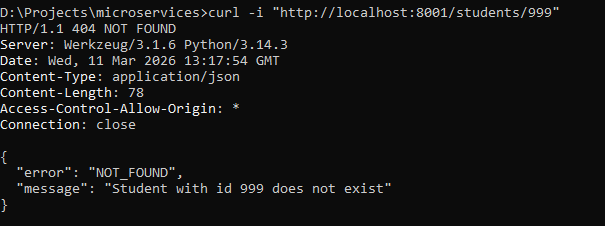 D:\Projects\microservices>curl -i "http://localhost:8001/students/999"
HTTP/1.1 404 NOT FOUND
Server: Werkzeug/3.1.6 Python/3.14.3
Date: Wed, 11 Mar 2026 13:17:54 GMT
Content-Type: application/json
Content-Length: 78
Access-Control-Allow-Origin: *
Connection: close

{
  "error": "NOT_FOUND",
  "message": "Student with id 999 does not exist"
}